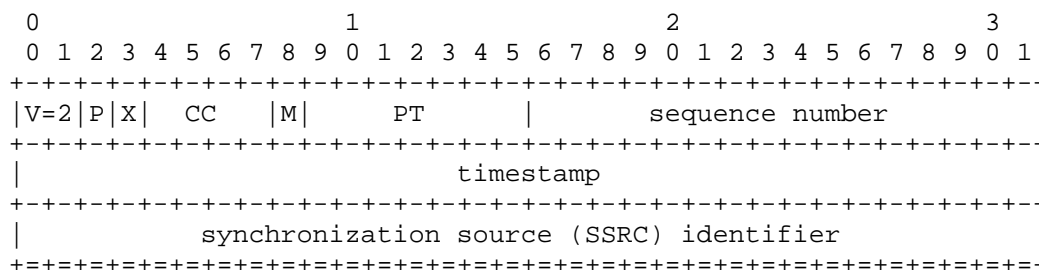 0                   1                   2                   3
 0 1 2 3 4 5 6 7 8 9 0 1 2 3 4 5 6 7 8 9 0 1 2 3 4 5 6 7 8 9 0 1
+-+-+-+-+-+-+-+-+-+-+-+-+-+-+-+-+-+-+-+-+-+-+-+-+-+-+-+-+-+-+-+--
|V=2|P|X|  CC   |M|     PT      |       sequence number
+-+-+-+-+-+-+-+-+-+-+-+-+-+-+-+-+-+-+-+-+-+-+-+-+-+-+-+-+-+-+-+--
|                           timestamp
+-+-+-+-+-+-+-+-+-+-+-+-+-+-+-+-+-+-+-+-+-+-+-+-+-+-+-+-+-+-+-+--
|           synchronization source (SSRC) identifier
+=+=+=+=+=+=+=+=+=+=+=+=+=+=+=+=+=+=+=+=+=+=+=+=+=+=+=+=+=+=+=+--